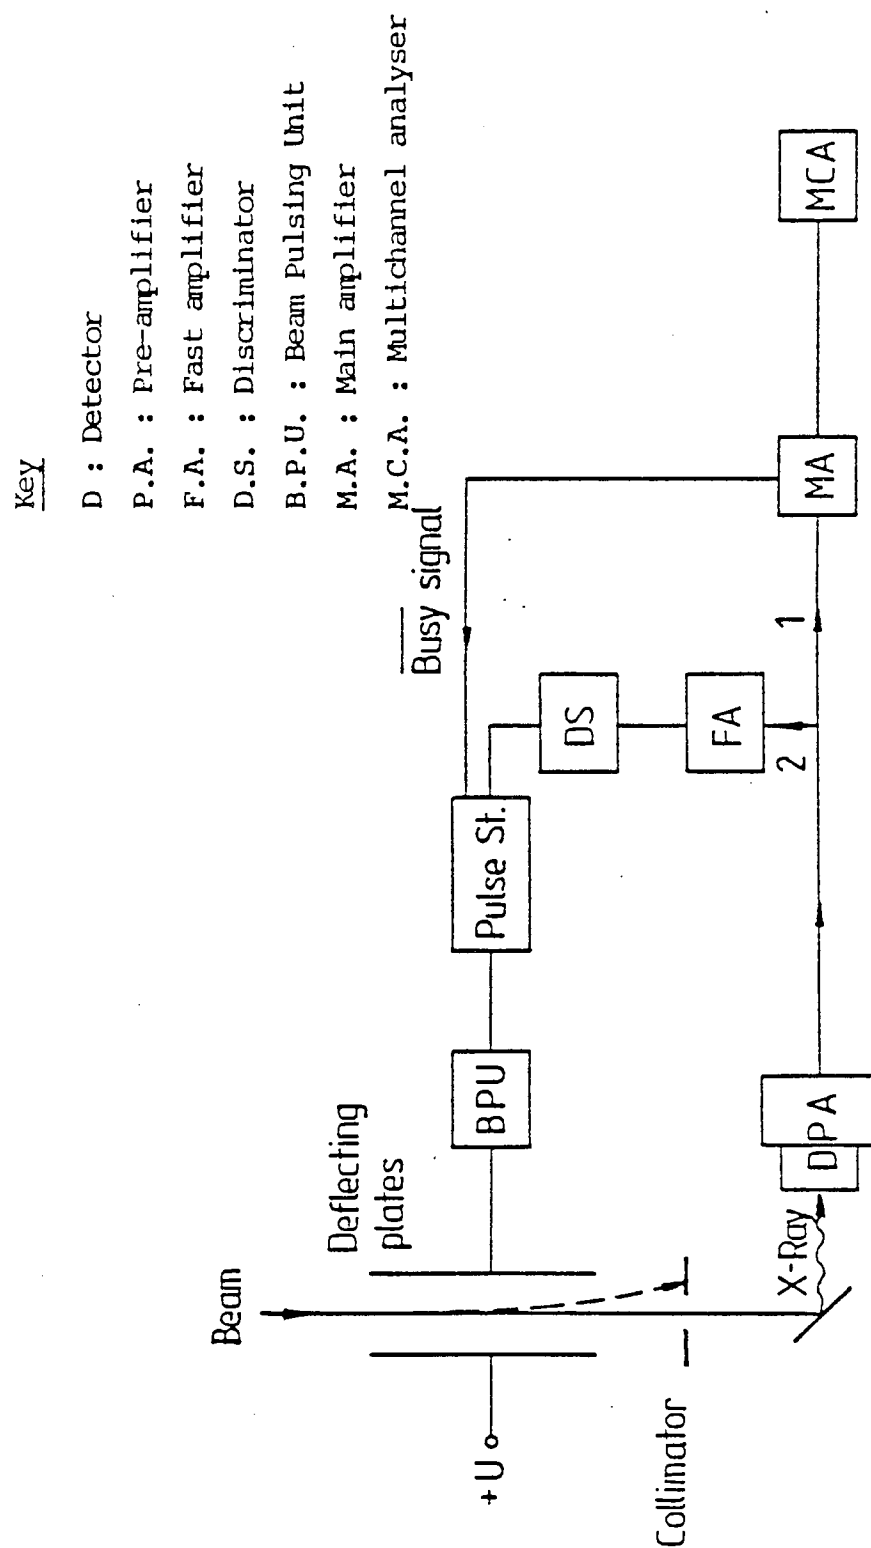 Key
D : Detector
P.A. : Pre-amplifier
F.A. : Fast amplifier
D.S. : Discriminator
B.P.U. : Beam Pulsing Unit
M.A. : Main amplifier
M.C.A. : Multichannel analyser
Beam
Deflecting
plates
+U
BPU
Pulse St.
Busy signal
DS
FA
2
1
Collimator
X-Ray
D P A
MA
MCA